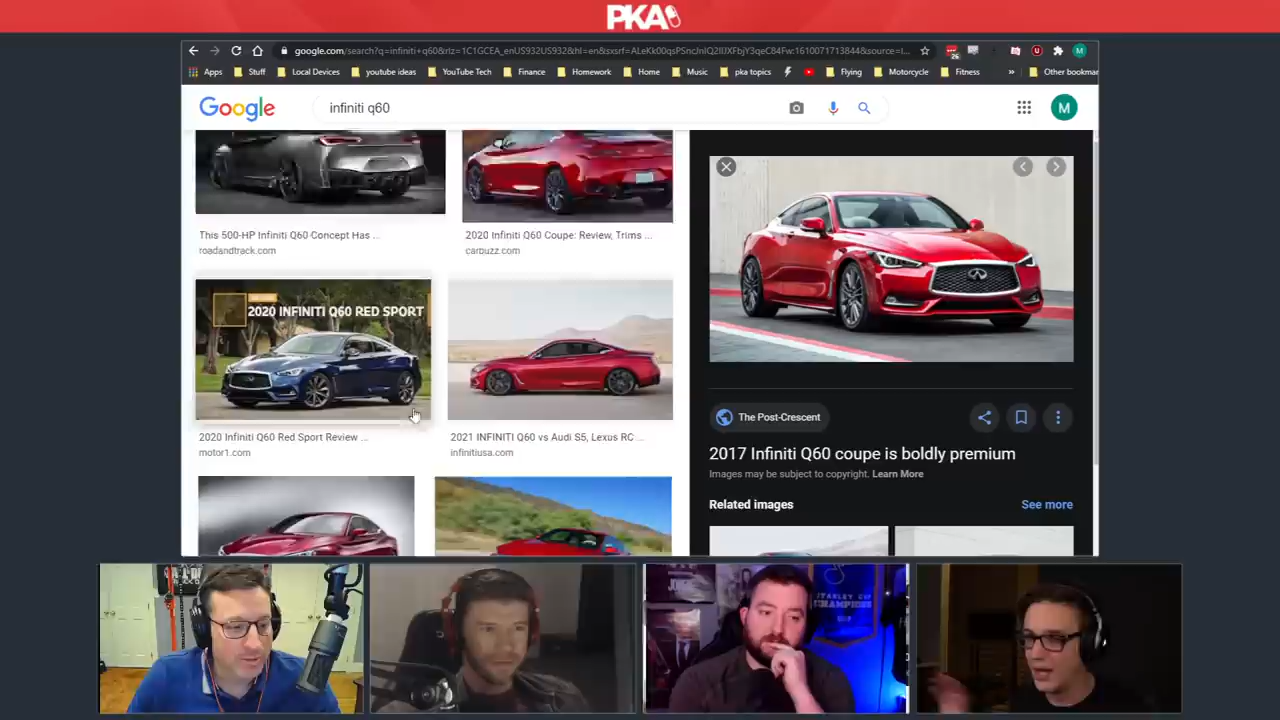 PKA
google.com/search?q=infiniti+q60&rlz=1C1GCEA_enUS932US932&hl=en&sxsrf=ALeKk00qsPSncJnIQ2IIJXFbjY3qeC84Fw:1610071713844&source=l...
Apps Stuff Local Devices youtube ideas YouTube Tech Finance Homework Home Music pka topics Flying Motorcycle Fitness » Other bookmar
Google infiniti q60 M
This 500-HP Infiniti Q60 Concept Has ...
roadandtrack.com
2020 Infiniti Q60 Coupe: Review, Trims ...
carbuzz.com
2020 INFINITI Q60 RED SPORT
2020 Infiniti Q60 Red Sport Review ...
motor1.com
2021 INFINITI Q60 vs Audi S5, Lexus RC ...
infinitiusa.com
The Post-Crescent
2017 Infiniti Q60 coupe is boldly premium
Images may be subject to copyright. Learn More
Related images See more
STANLEY CUP
CHAMPIONS